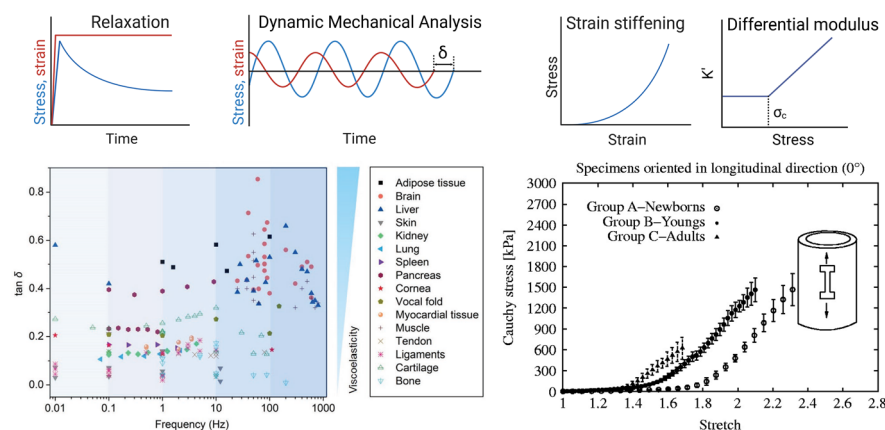 Relaxation
Stress, strain
Time
Dynamic Mechanical Analysis
Stress, strain
δ
Time
Strain stiffening
Stress
Strain
Differential modulus
K'
σc
Stress
tan δ
0.8
0.6
0.4
0.2
0.0
0.01
0.1
1
10
100
1000
Frequency (Hz)
Viscoelasticity
Adipose tissue
Brain
Liver
Skin
Kidney
Lung
Spleen
Pancreas
Cornea
Vocal fold
Myocardial tissue
Muscle
Tendon
Ligaments
Cartilage
Bone
Specimens oriented in longitudinal direction (0°)
Cauchy stress [kPa]
3000
2700
2400
2100
1800
1500
1200
900
600
300
0
Group A–Newborns
Group B–Youngs
Group C–Adults
1
1.2
1.4
1.6
1.8
2
2.2
2.4
2.6
2.8
Stretch